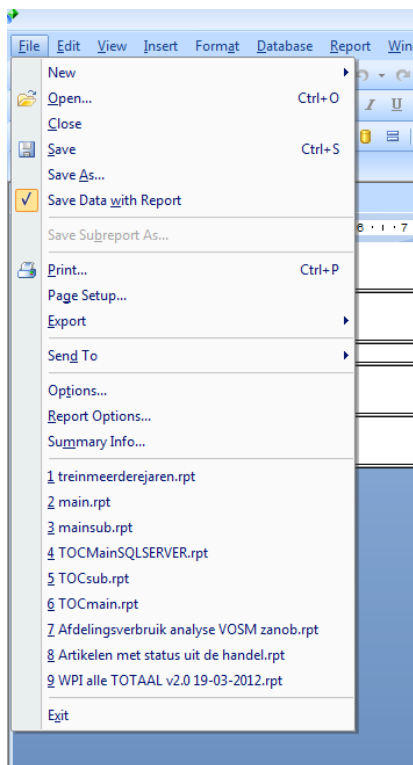 File Edit View Insert Format Database Report Win
New
Open... Ctrl+O
Close
Save Ctrl+S
Save As...
Save Data with Report
Save Subreport As...
Print... Ctrl+P
Page Setup...
Export
Send To
Options...
Report Options...
Summary Info...
1 treinmeerderejaren.rpt
2 main.rpt
3 mainsub.rpt
4 TOCMainSQLSERVER.rpt
5 TOCsub.rpt
6 TOCmain.rpt
7 Afdelingsverbruik analyse VOSM zanob.rpt
8 Artikelen met status uit de handel.rpt
9 WPI alle TOTAAL v2.0 19-03-2012.rpt
Exit
I U
6 7